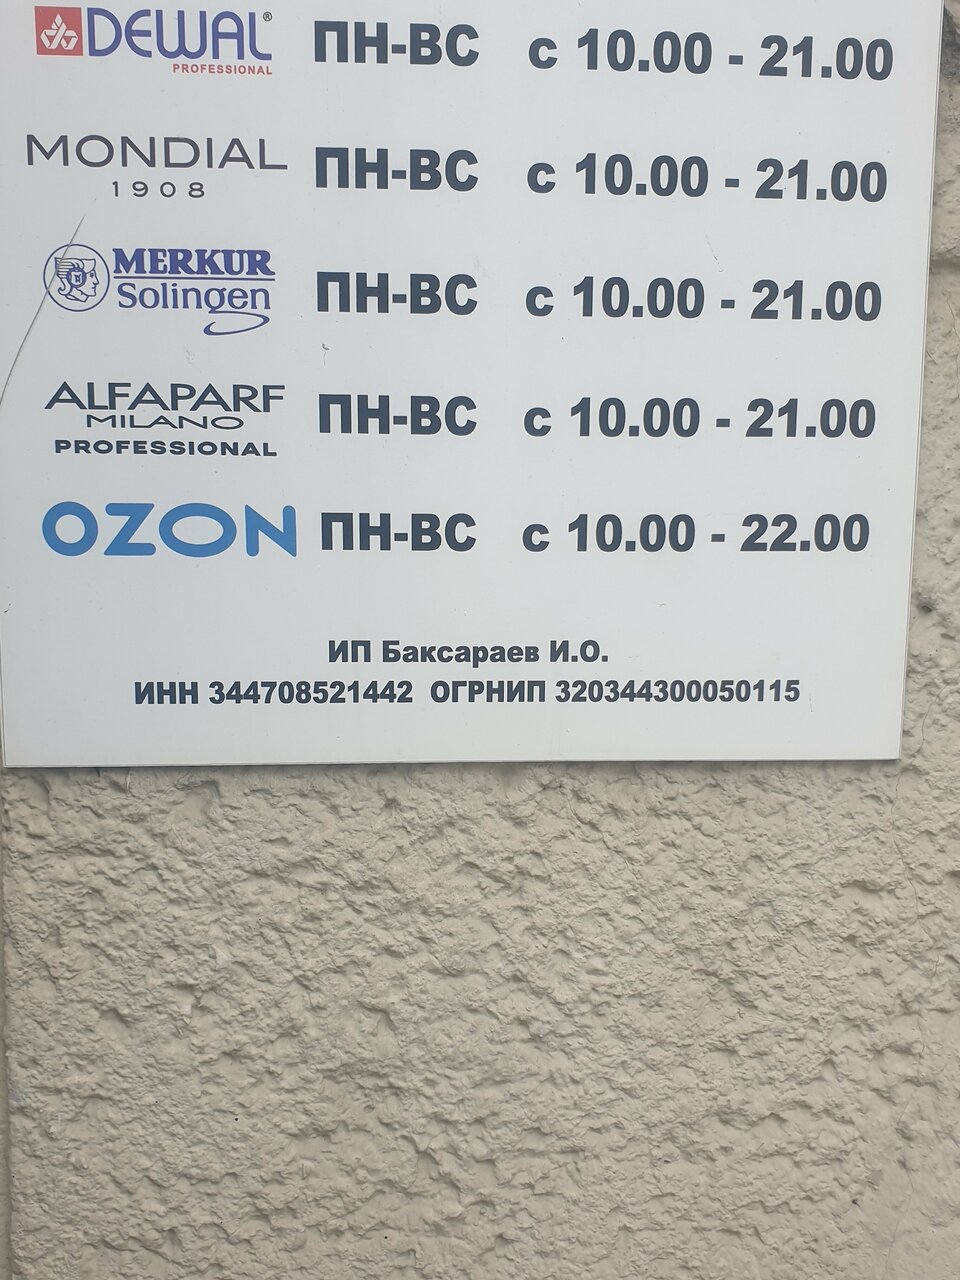 DEWAL® ПН-ВС с 10.00 - 21.00
PROFESSIONAL
MONDIAL ПН-ВС с 10.00 - 21.00
1908
MERKUR
Solingen ПН-ВС с 10.00 - 21.00
ALFAPARF ПН-ВС с 10.00 - 21.00
MILANO
PROFESSIONAL
OZON ПН-ВС с 10.00 - 22.00
ИП Баксараев И.О.
ИНН 344708521442 ОГРНИП 320344300050115